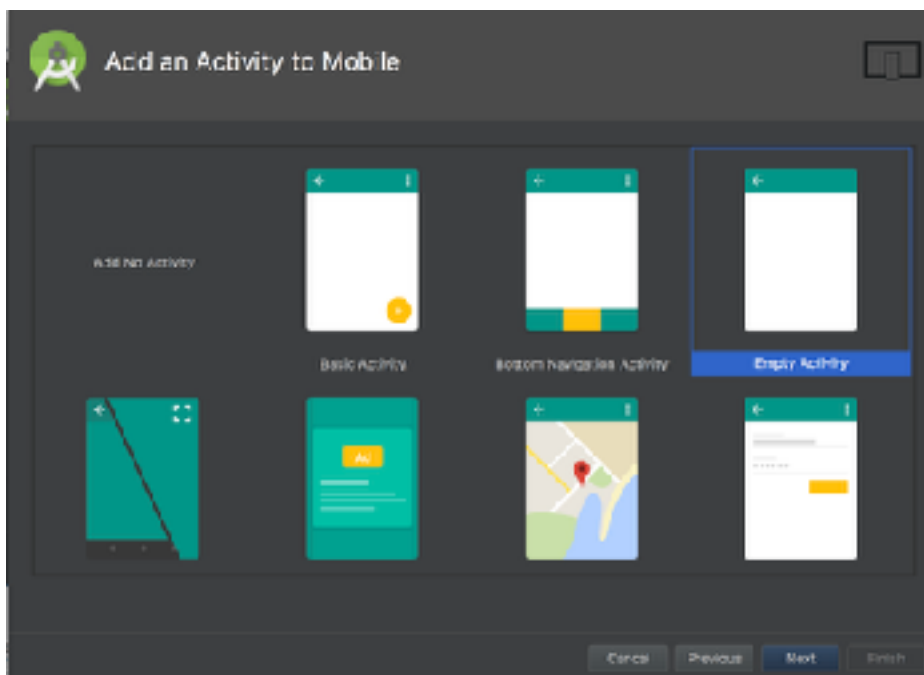 Add an Activity to Mobile
Add No Activity
Basic Activity
Bottom Navigation Activity
Empty Activity
Ad
Cancel
Previous
Next
Finish